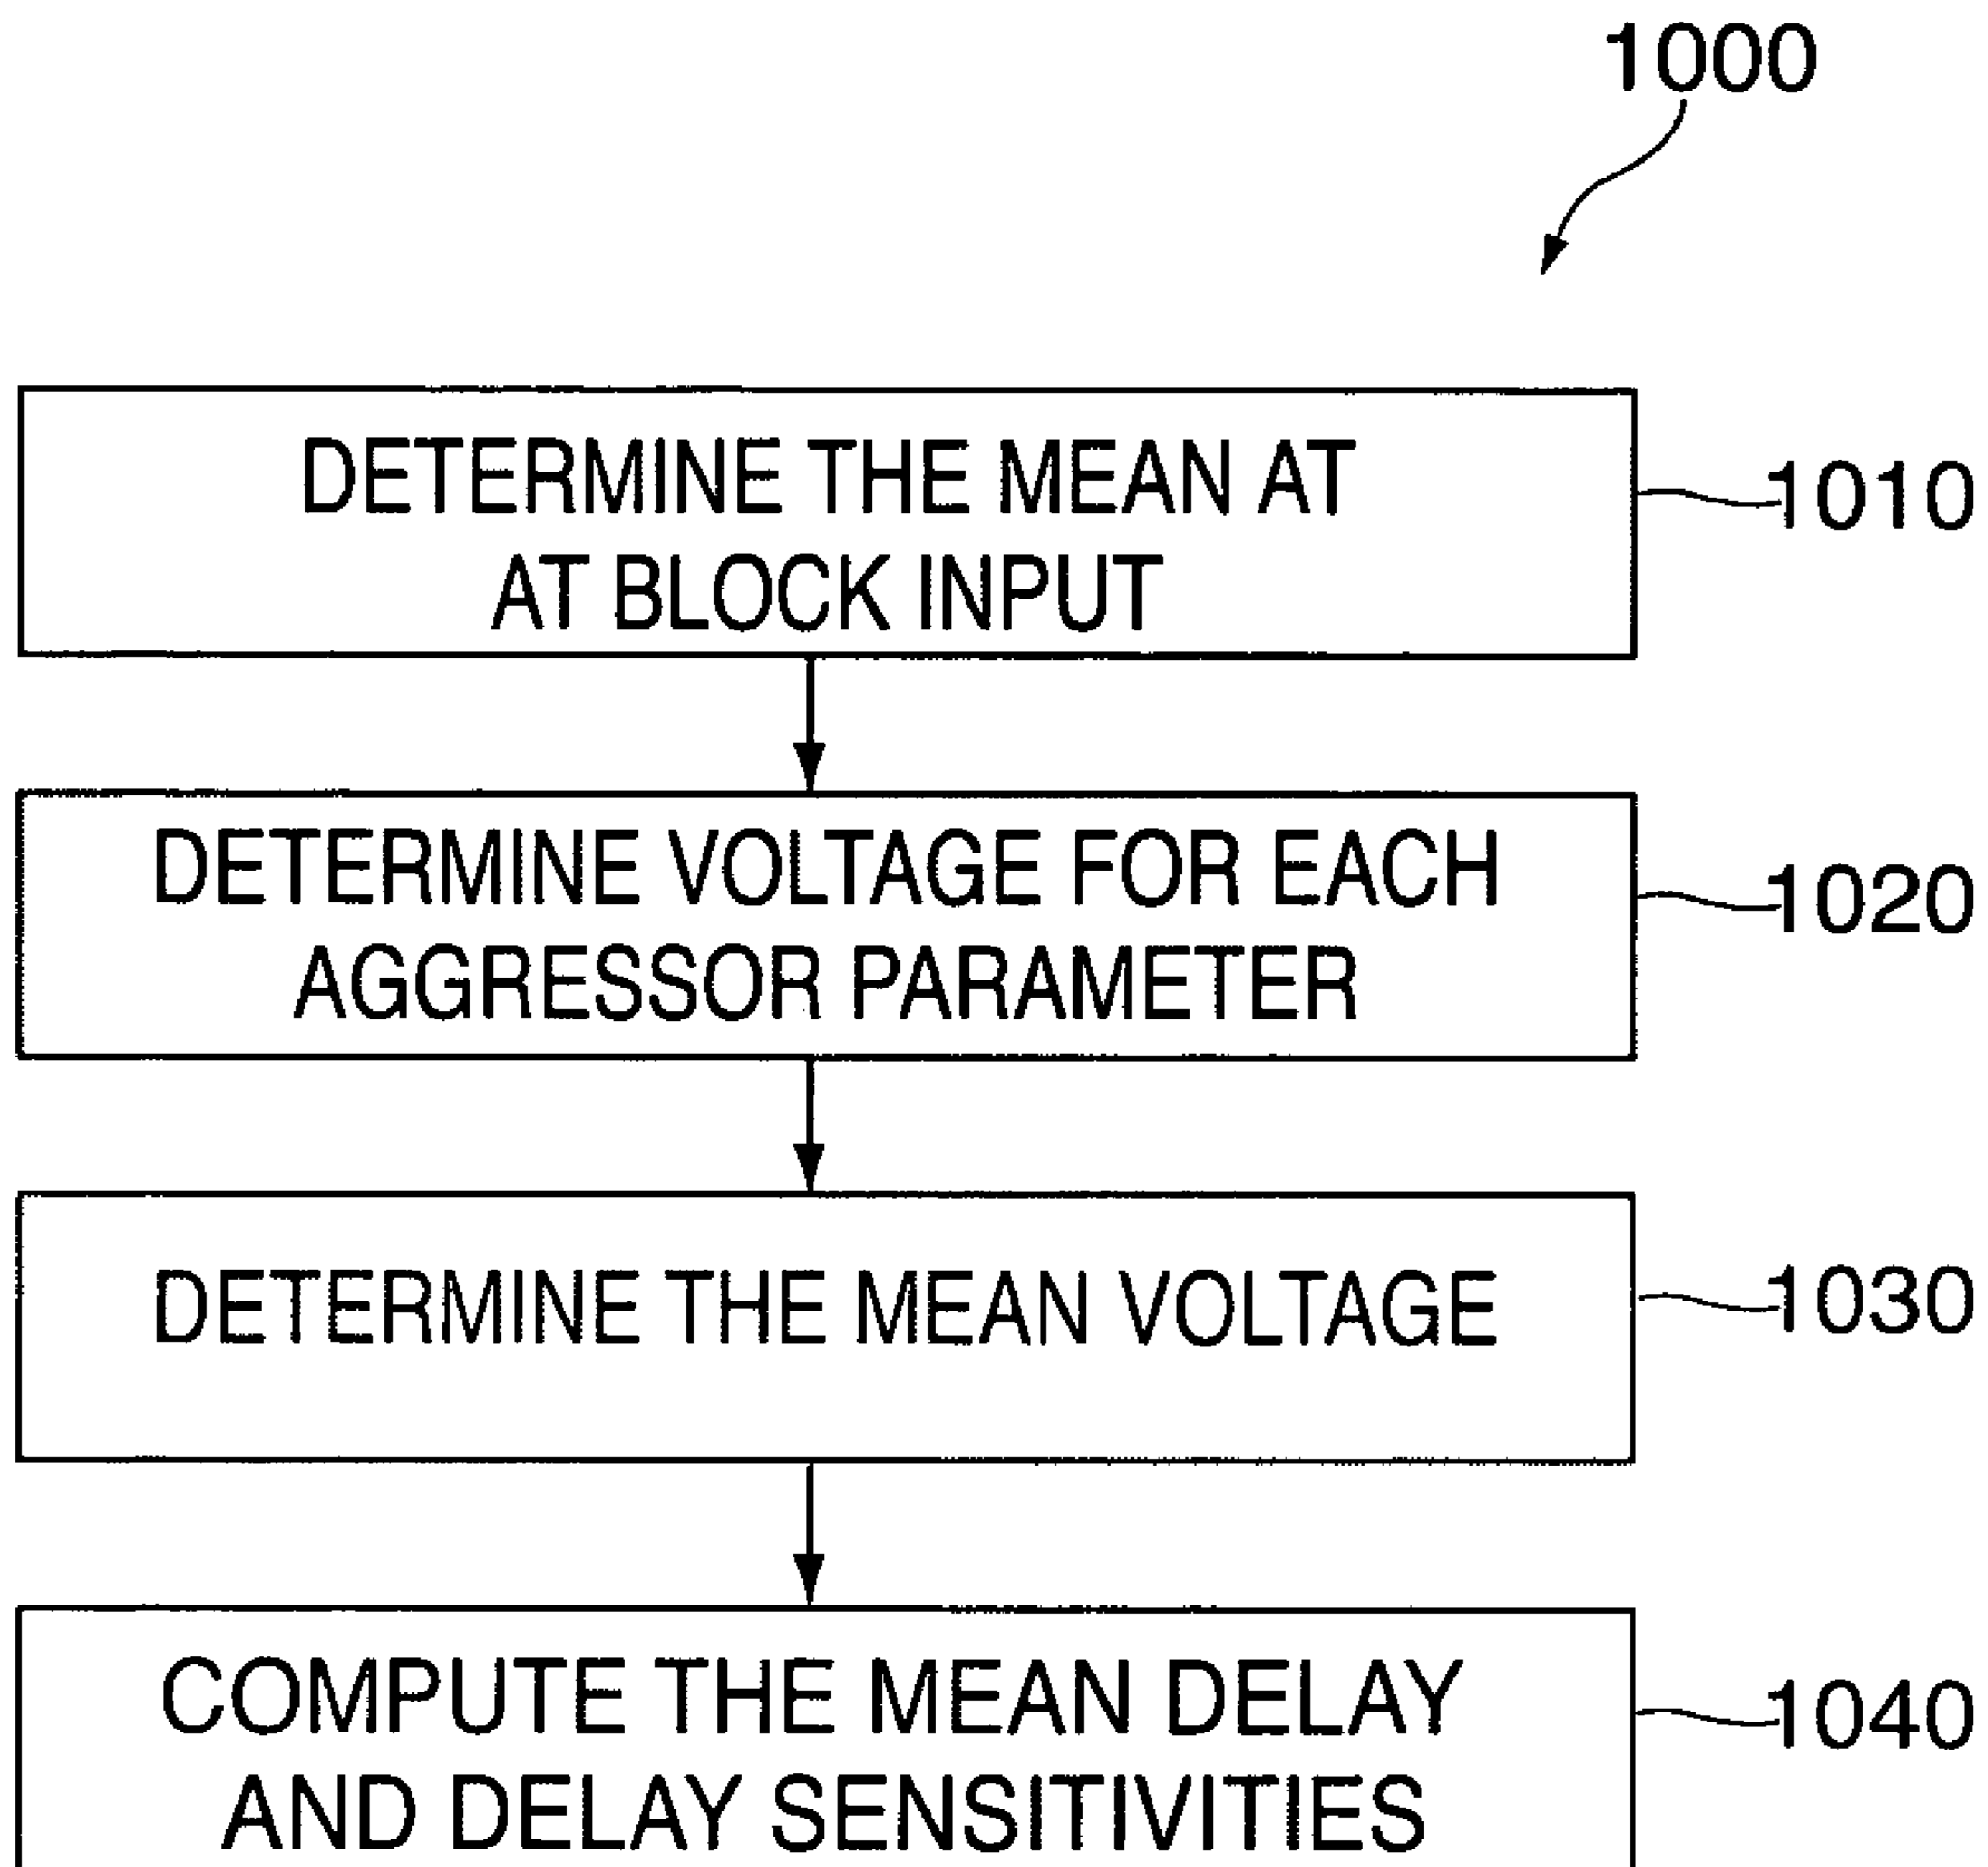 1000
DETERMINE THE MEAN AT
AT BLOCK INPUT
1010
DETERMINE VOLTAGE FOR EACH
AGGRESSOR PARAMETER
1020
DETERMINE THE MEAN VOLTAGE
1030
COMPUTE THE MEAN DELAY
AND DELAY SENSITIVITIES
1040